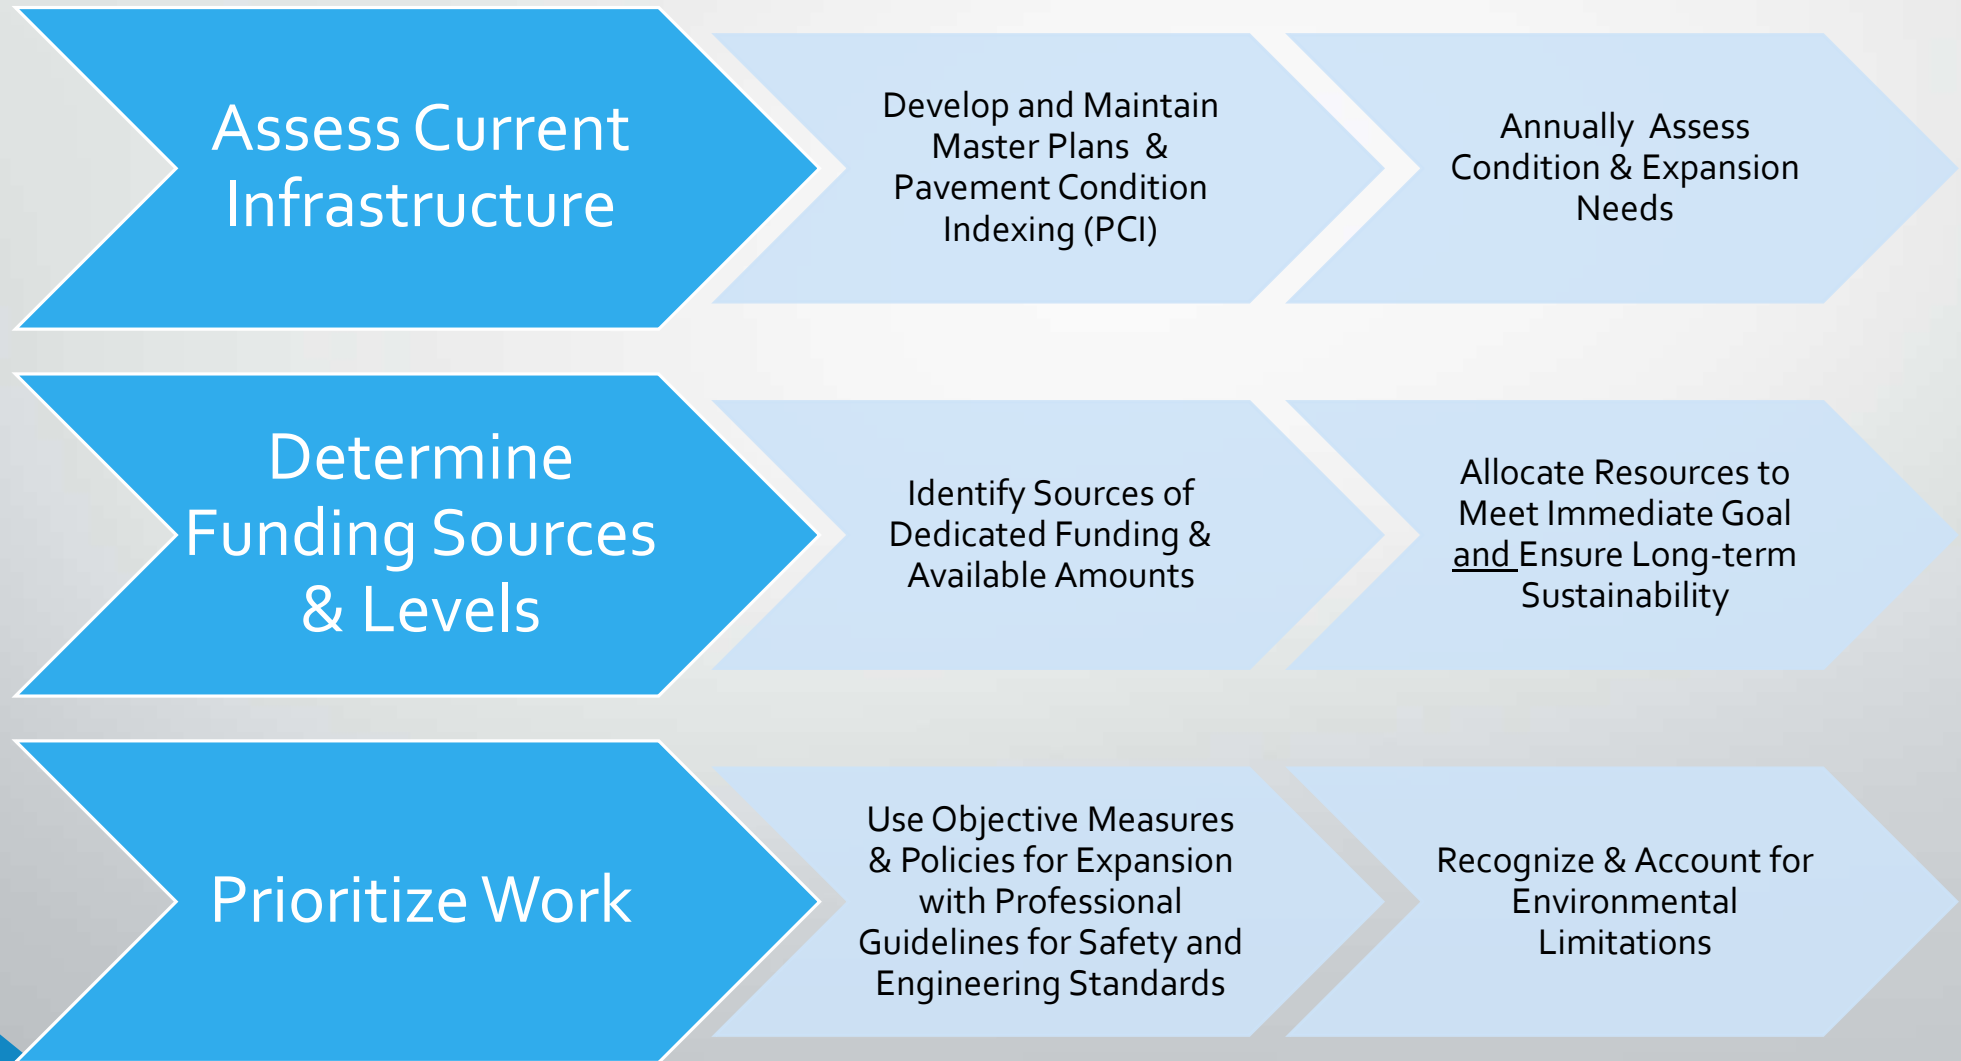 Assess Current
Infrastructure
Develop and Maintain
Master Plans &
Pavement Condition
Indexing (PCI)
Annually Assess
Condition & Expansion
Needs
Determine
Funding Sources
& Levels
Identify Sources of
Dedicated Funding &
Available Amounts
Allocate Resources to
Meet Immediate Goal
and Ensure Long-term
Sustainability
Prioritize Work
Use Objective Measures
& Policies for Expansion
with Professional
Guidelines for Safety and
Engineering Standards
Recognize & Account for
Environmental
Limitations